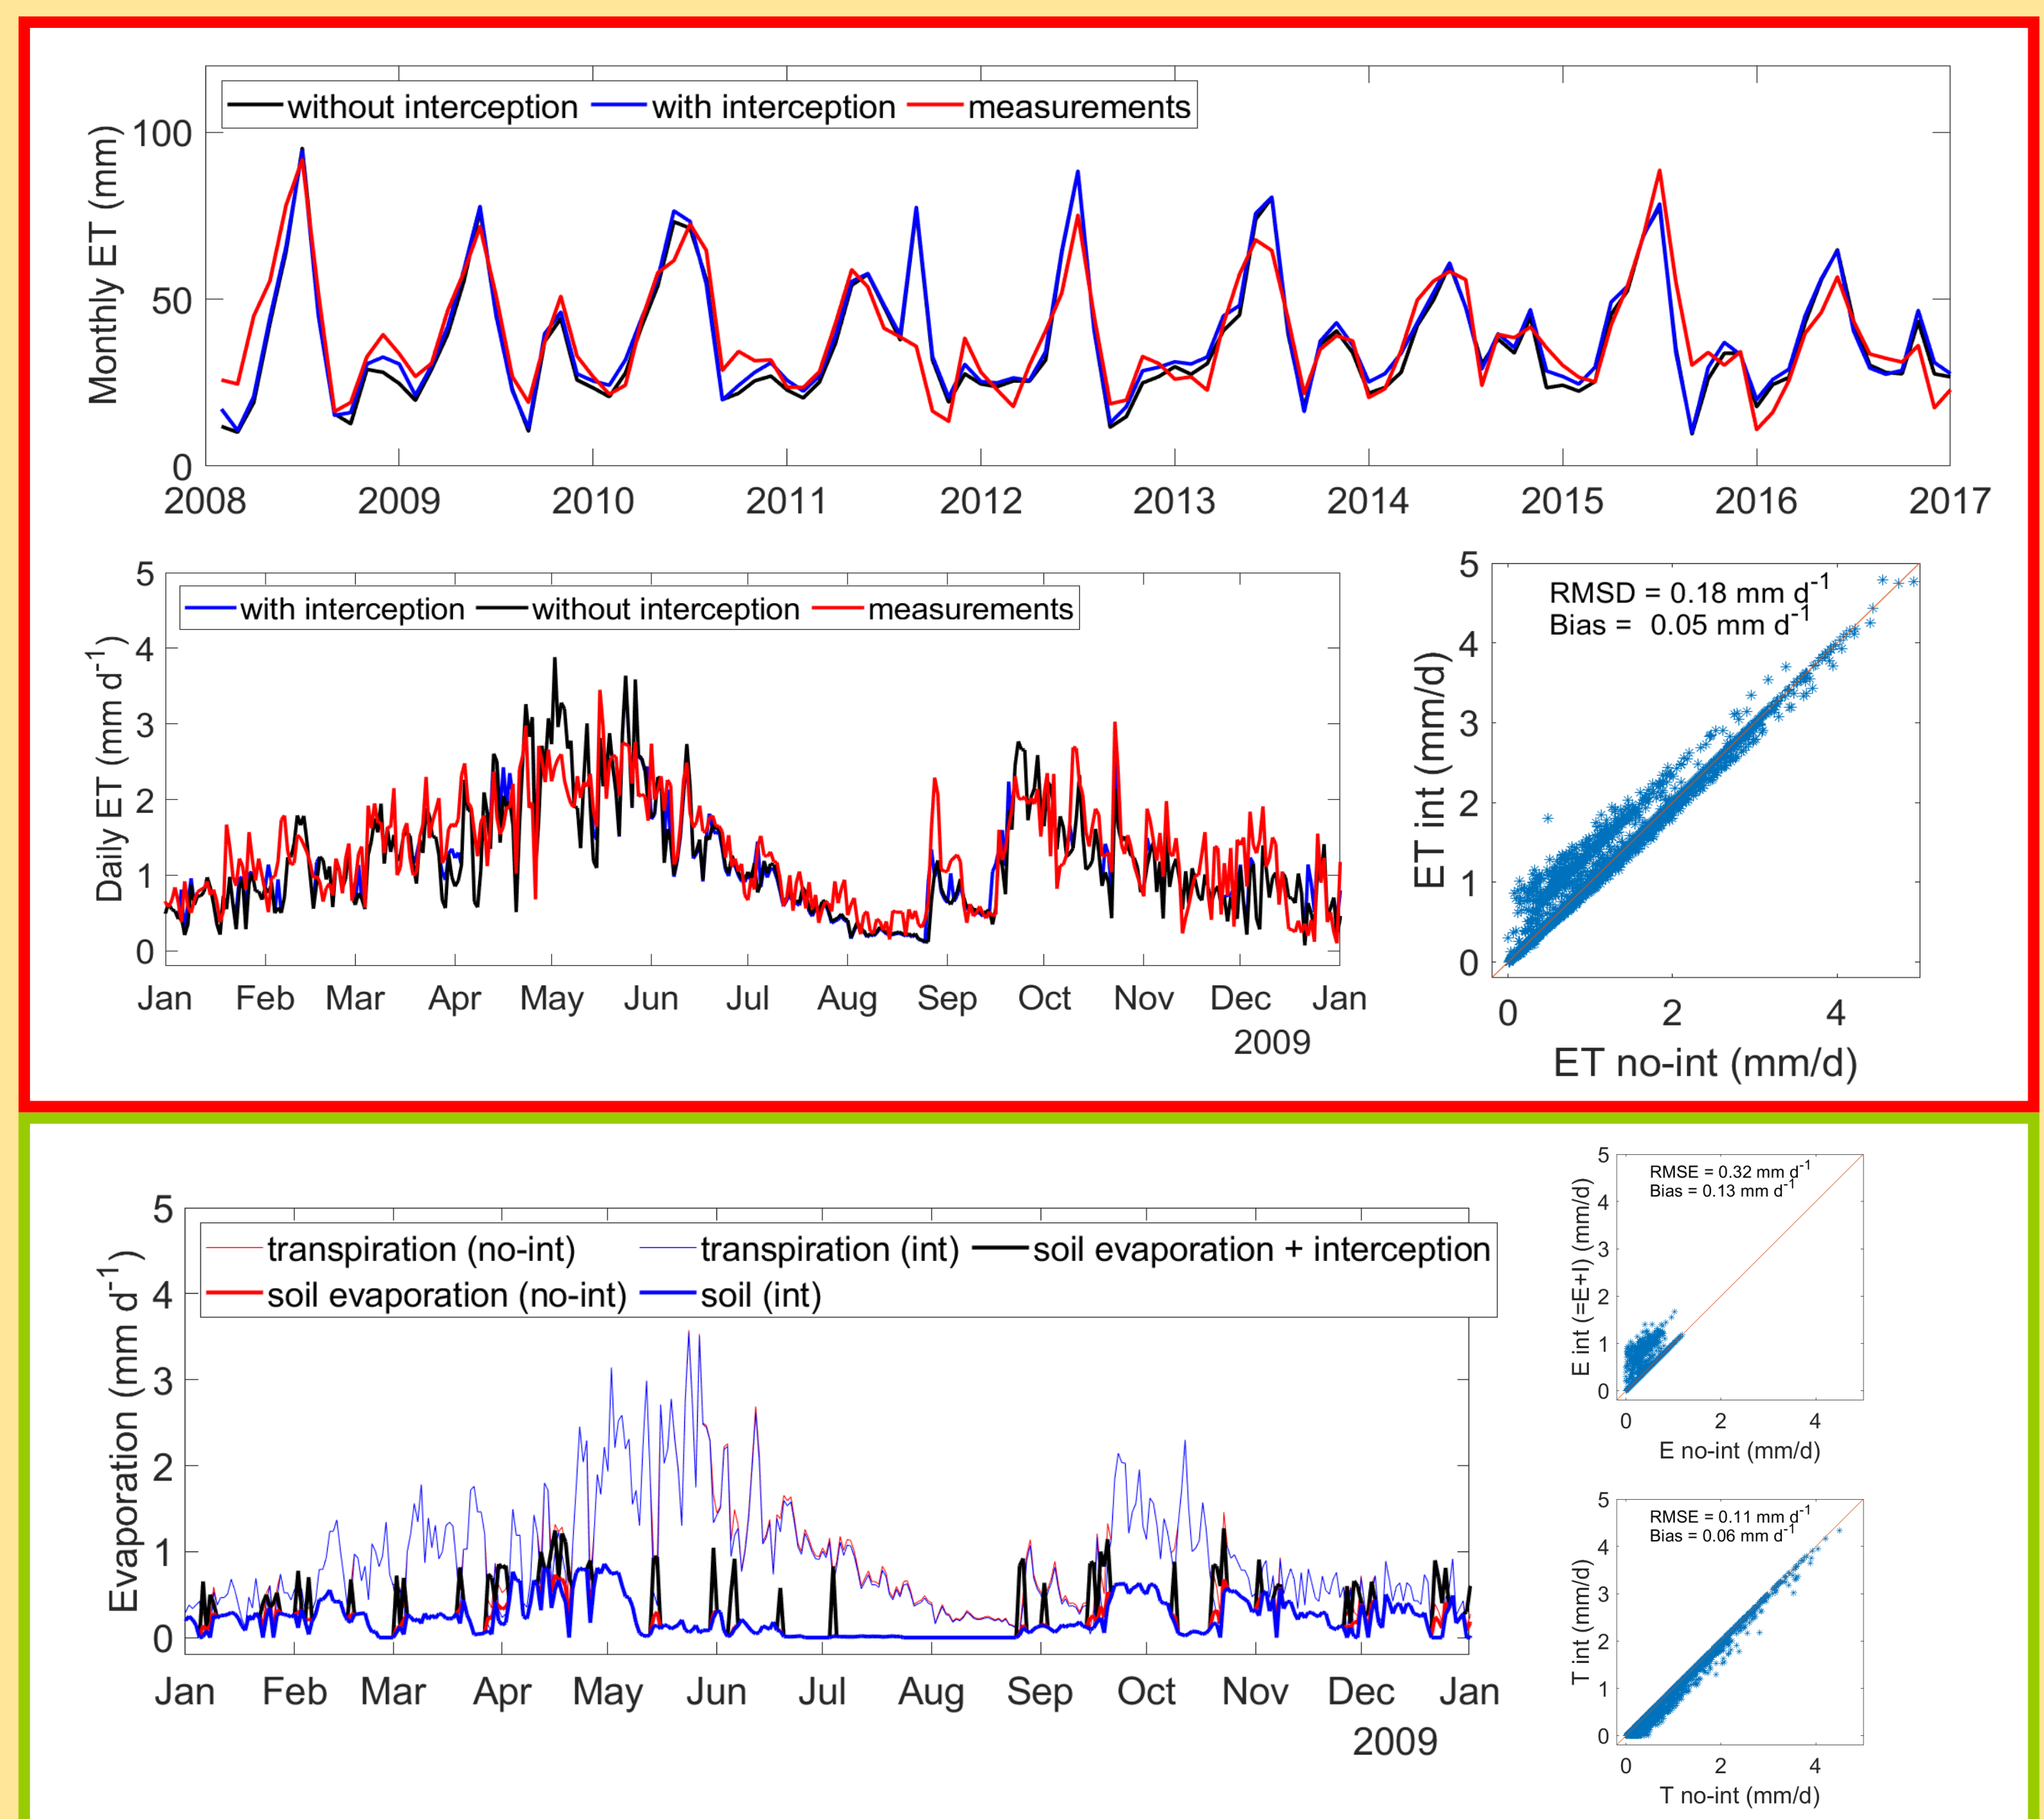 without interception with interception measurements
Monthly ET (mm)
100
50
0
2008 2009 2010 2011 2012 2013 2014 2015 2016 2017
with interception without interception measurements
Daily ET (mm d-1)
5
4
3
2
1
0
Jan Feb Mar Apr May Jun Jul Aug Sep Oct Nov Dec Jan
2009
RMSD = 0.18 mm d-1
Bias = 0.05 mm d-1
ET int (mm/d)
5
4
3
2
1
0
0 2 4
ET no-int (mm/d)
transpiration (no-int) transpiration (int) soil evaporation + interception
soil evaporation (no-int) soil (int)
Evaporation (mm d-1)
5
4
3
2
1
0
Jan Feb Mar Apr May Jun Jul Aug Sep Oct Nov Dec Jan
2009
RMSE = 0.32 mm d-1
Bias = 0.13 mm d-1
E int (=E+I) (mm/d)
5
4
3
2
1
0
0 2 4
E no-int (mm/d)
RMSE = 0.11 mm d-1
Bias = 0.06 mm d-1
T int (mm/d)
5
4
3
2
1
0
0 2 4
T no-int (mm/d)